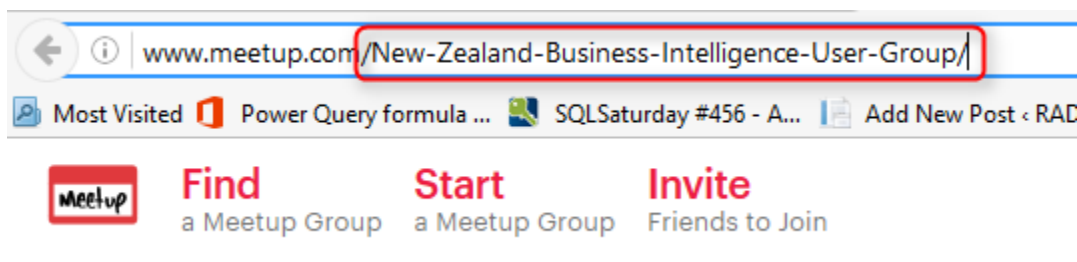 www.meetup.com/New-Zealand-Business-Intelligence-User-Group/
Most Visited Power Query formula ... SQLSaturday #456 - A... Add New Post ‹ RAD
Meetup Find Start Invite
a Meetup Group a Meetup Group Friends to Join